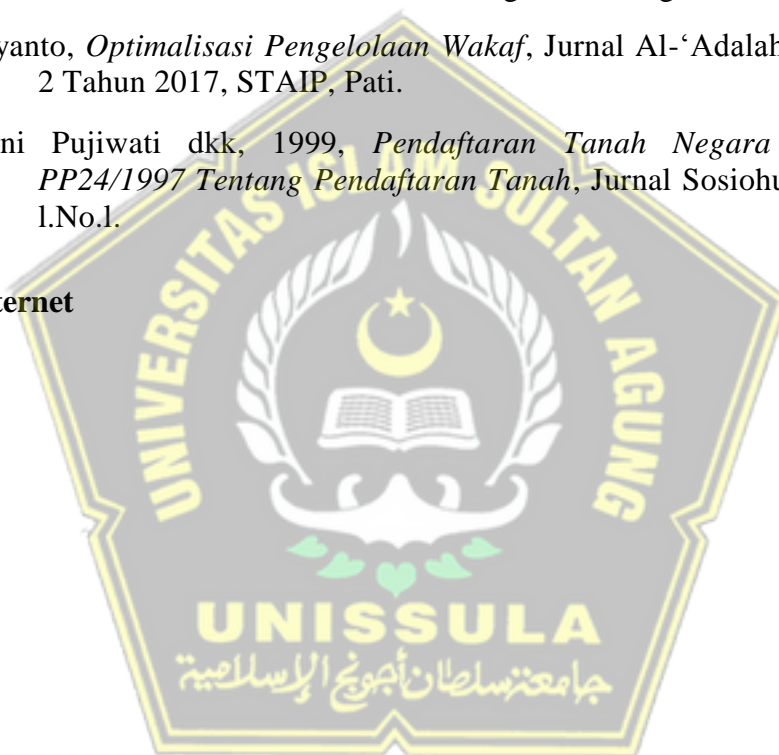 yanto, Optimalisasi Pengelolaan Wakaf, Jurnal Al-‘Adalah
2 Tahun 2017, STAIP, Pati.
ni Pujiwati dkk, 1999, Pendaftaran Tanah Negara
PP24/1997 Tentang Pendaftaran Tanah, Jurnal Sosiohu
l.No.l.
ternet
UNIVERSITAS ISLAM SULTAN AGUNG
UNISSULA
جامعة سلطان أجونج الإسلامية